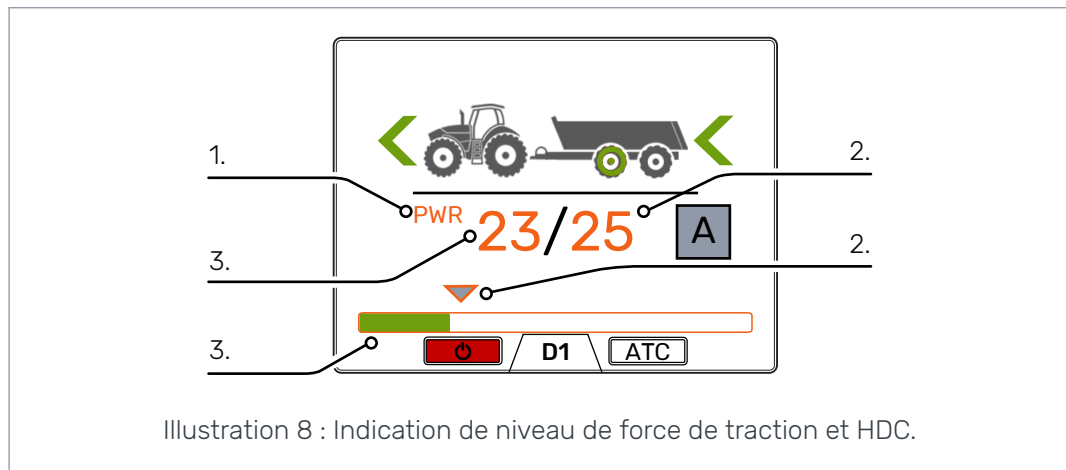 1.
2.
PWR 23/25 A
3.
2.
3.
D1 ATC
Illustration 8 : Indication de niveau de force de traction et HDC.